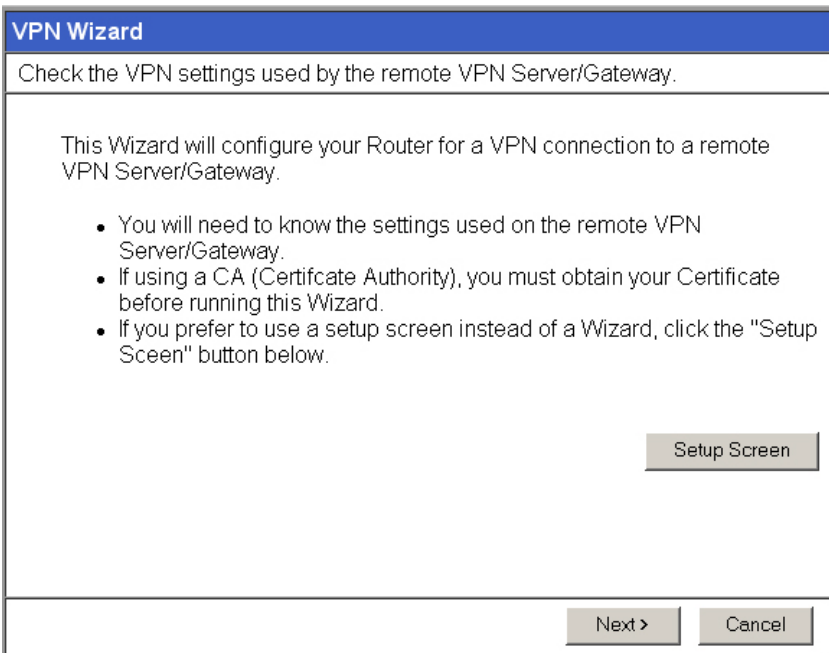 VPN Wizard
Check the VPN settings used by the remote VPN Server/Gateway.
This Wizard will configure your Router for a VPN connection to a remote
VPN Server/Gateway.
• You will need to know the settings used on the remote VPN
Server/Gateway.
• If using a CA (Certifcate Authority), you must obtain your Certificate
before running this Wizard.
• If you prefer to use a setup screen instead of a Wizard, click the "Setup
Sceen" button below.
Setup Screen
Next >
Cancel